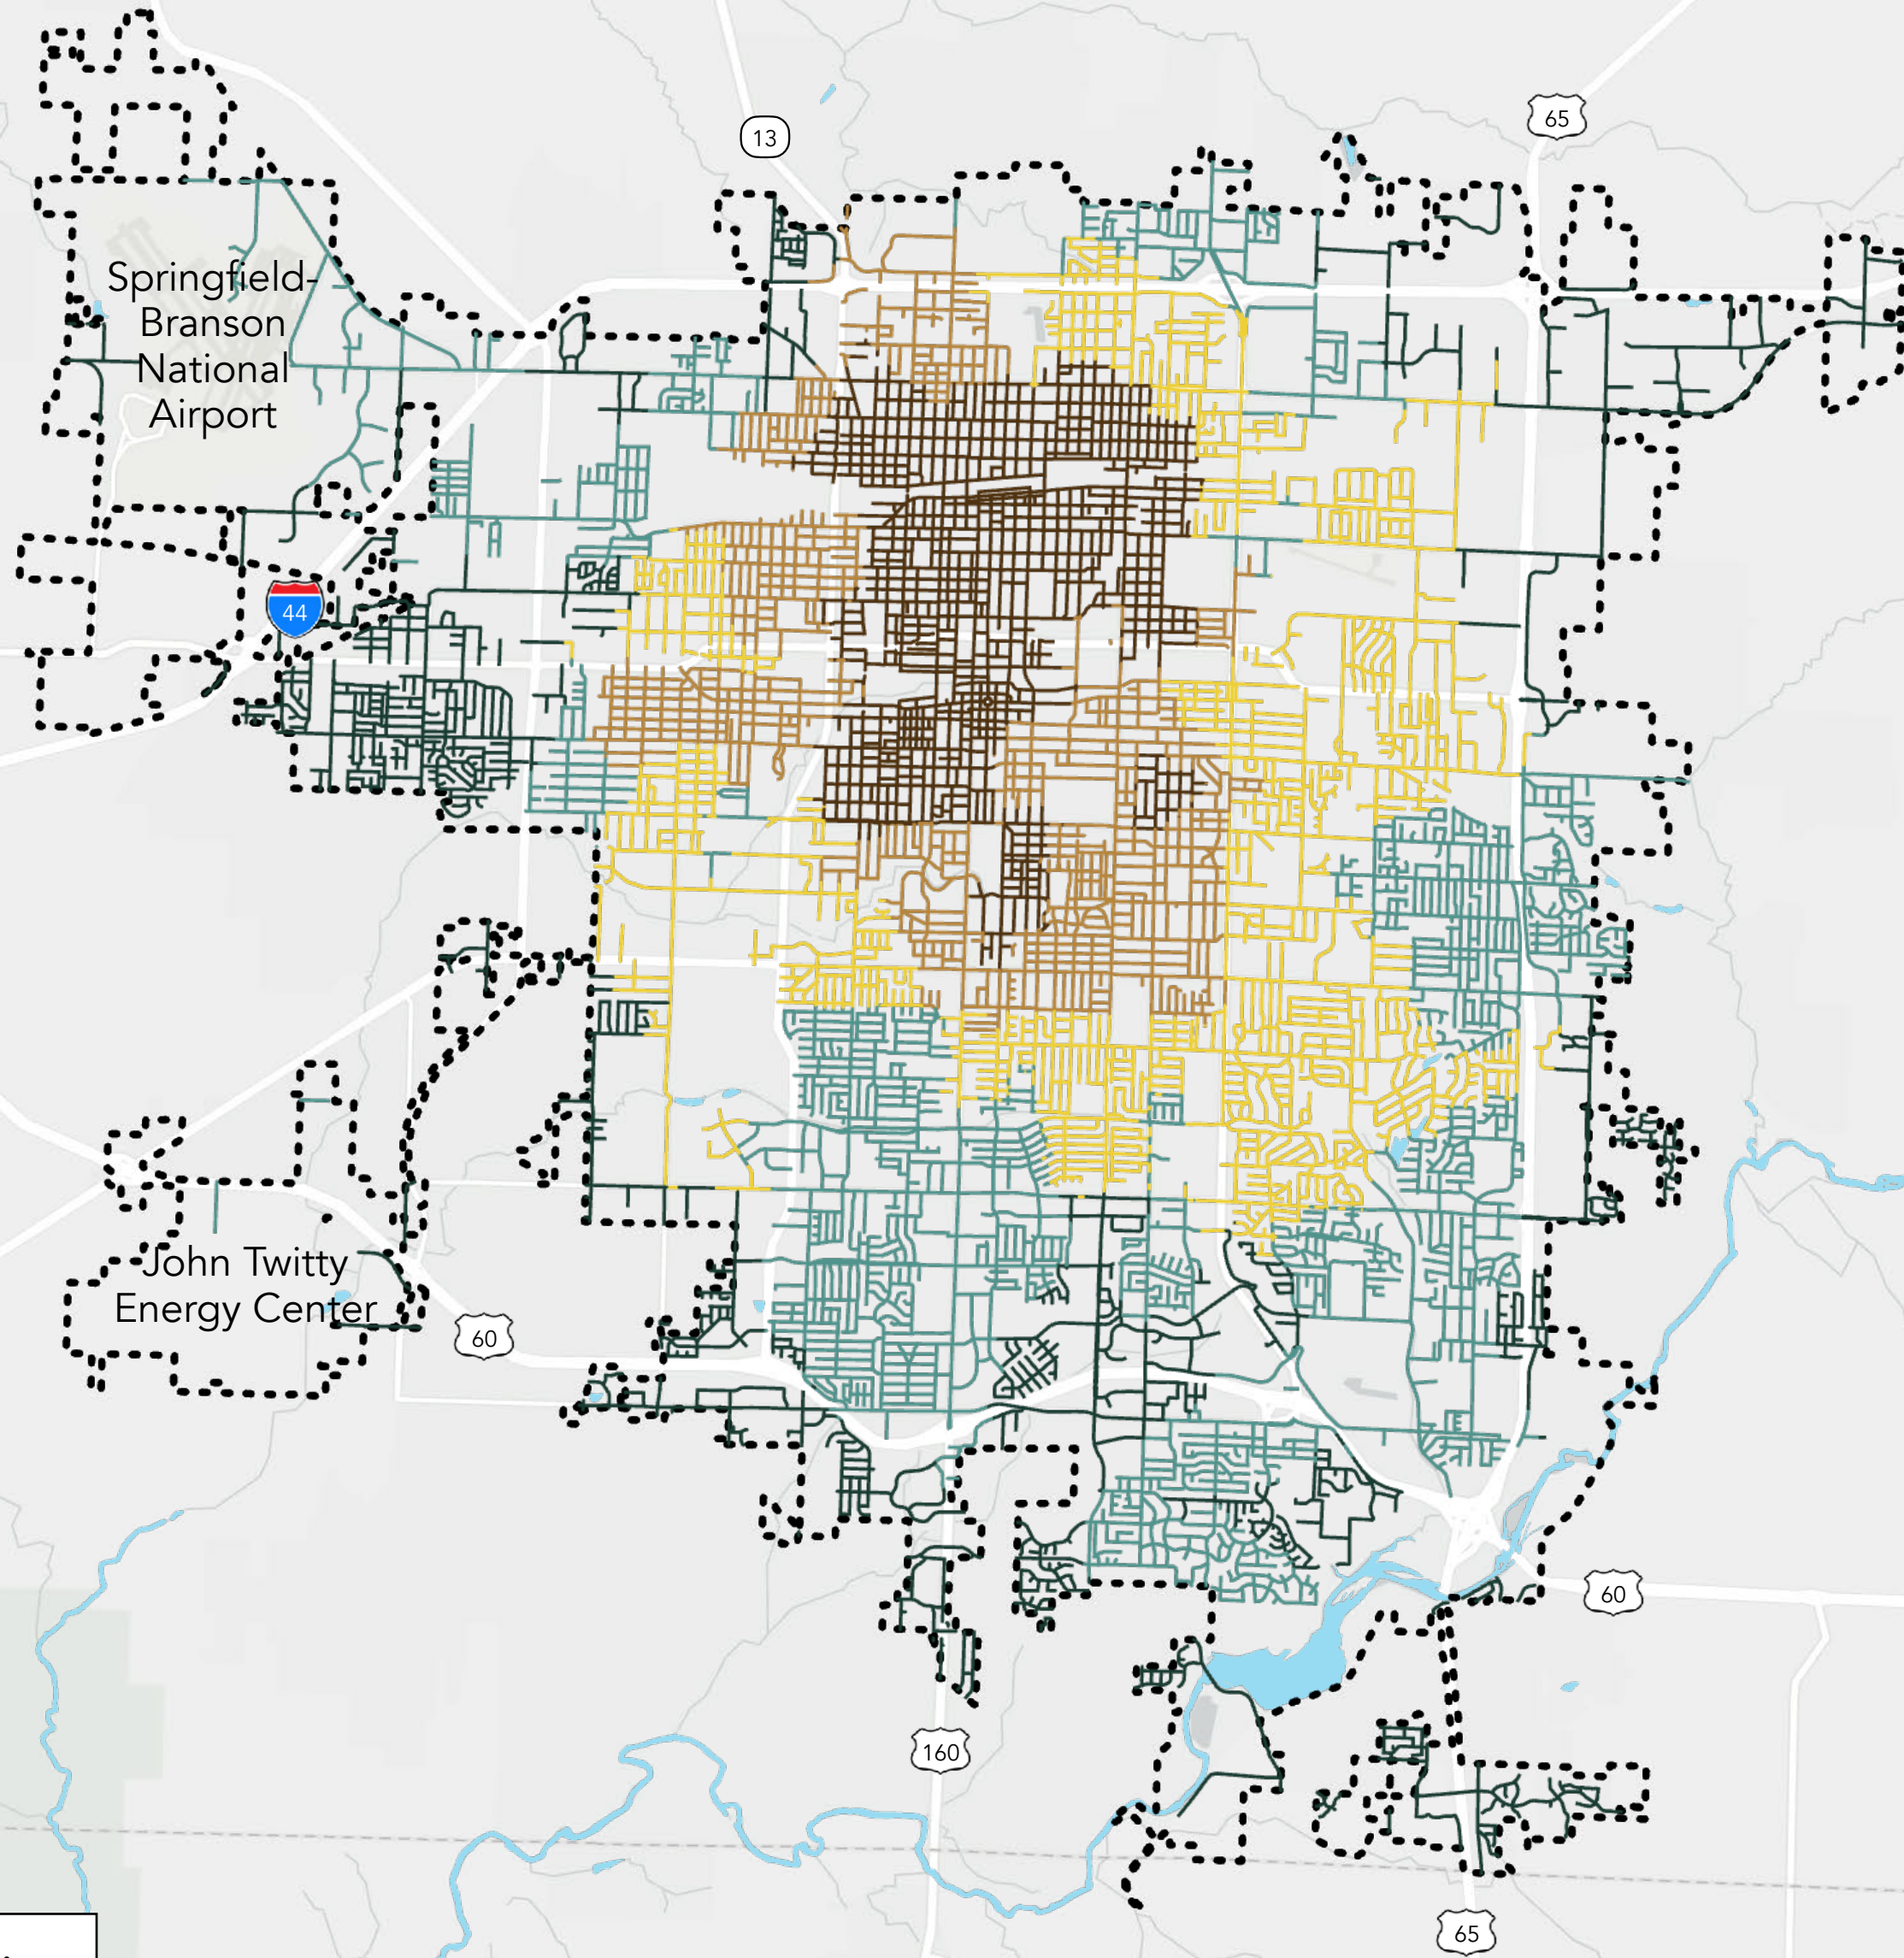 65
13
Springfield-
Branson
National
Airport
44
John Twitty
Energy Center
60
60
160
65